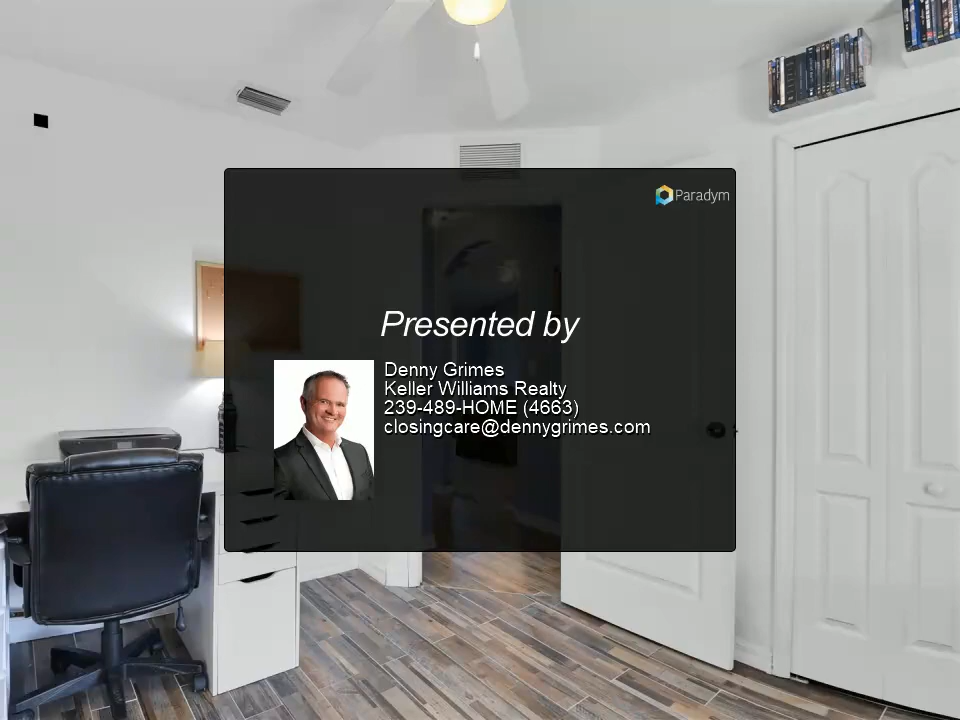 Paradym
Presented by
Denny Grimes
Keller Williams Realty
239-489-HOME (4663)
closingcare@dennygrimes.com